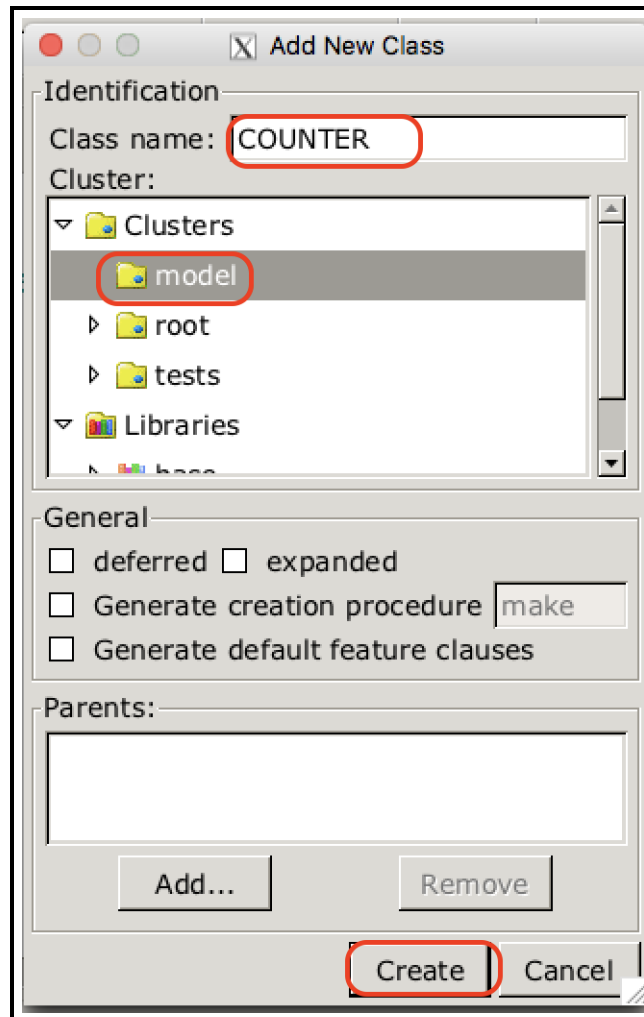 Add New Class
Identification
Class name: COUNTER
Cluster:
Clusters
model
root
tests
Libraries
base
General
deferred expanded
Generate creation procedure make
Generate default feature clauses
Parents:
Add... Remove
Create Cancel